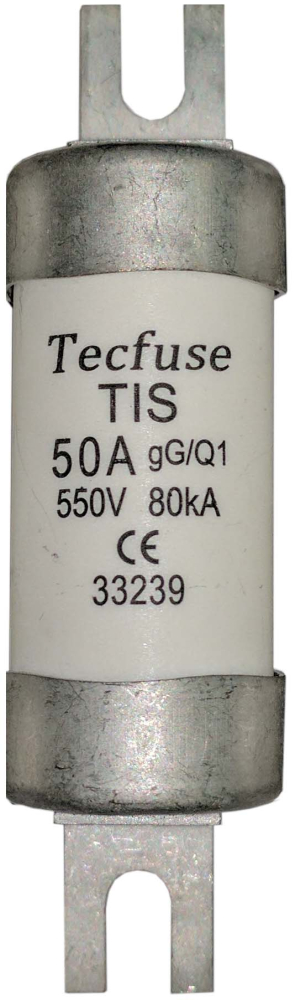 Tecfuse
TIS
50A gG/Q1
550V 80kA
CE
33239